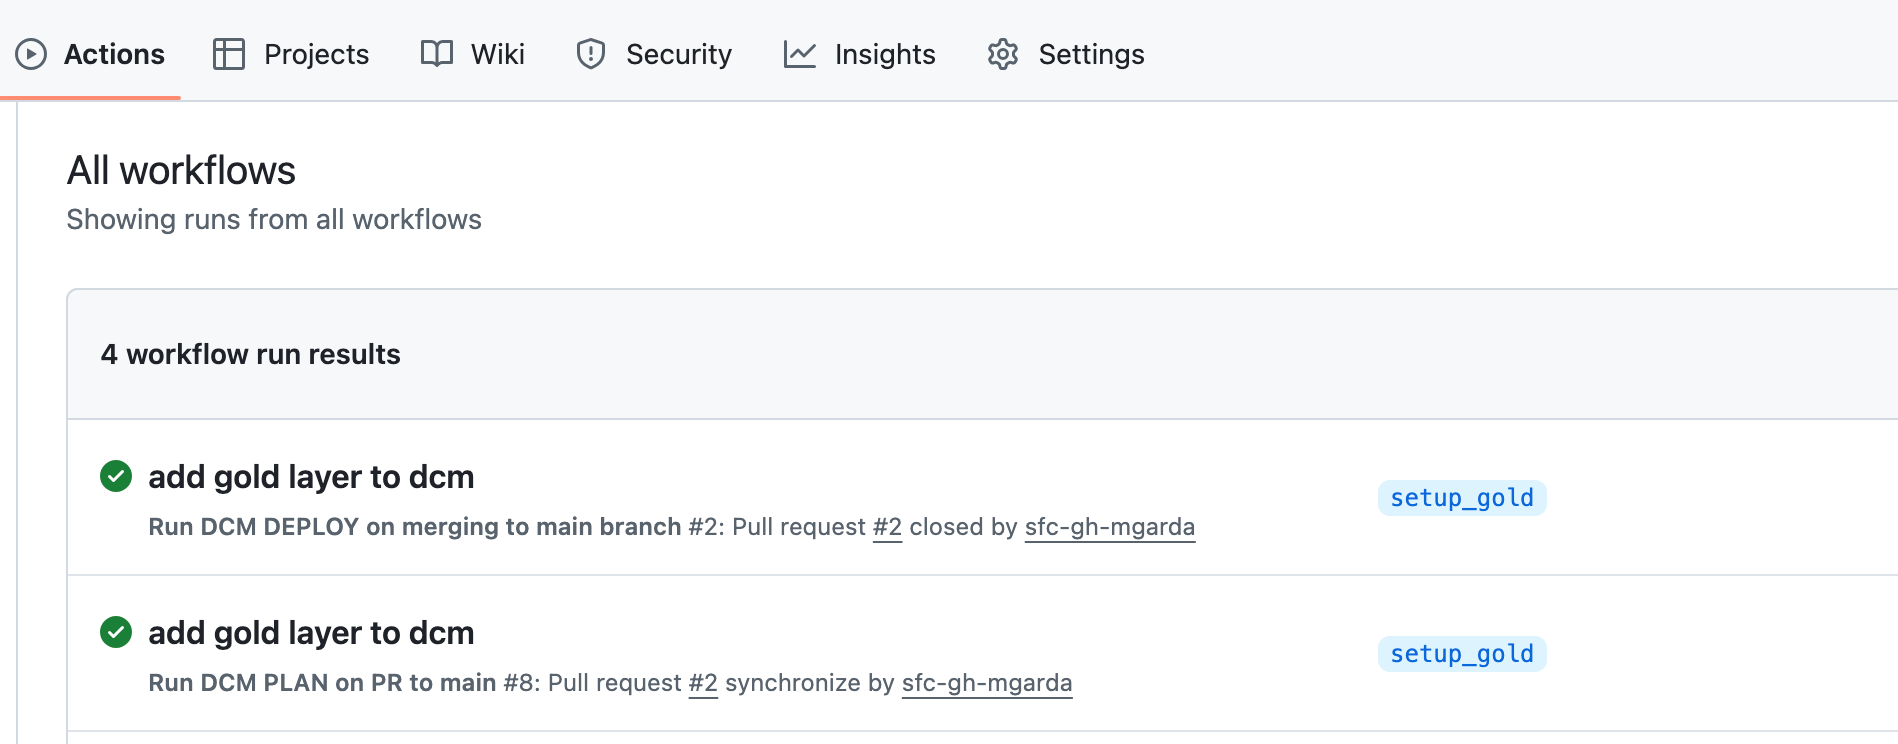 Actions Projects Wiki Security Insights Settings
All workflows
Showing runs from all workflows
4 workflow run results
add gold layer to dcm
setup_gold
Run DCM DEPLOY on merging to main branch #2: Pull request #2 closed by sfc-gh-mgarda
add gold layer to dcm
setup_gold
Run DCM PLAN on PR to main #8: Pull request #2 synchronize by sfc-gh-mgarda